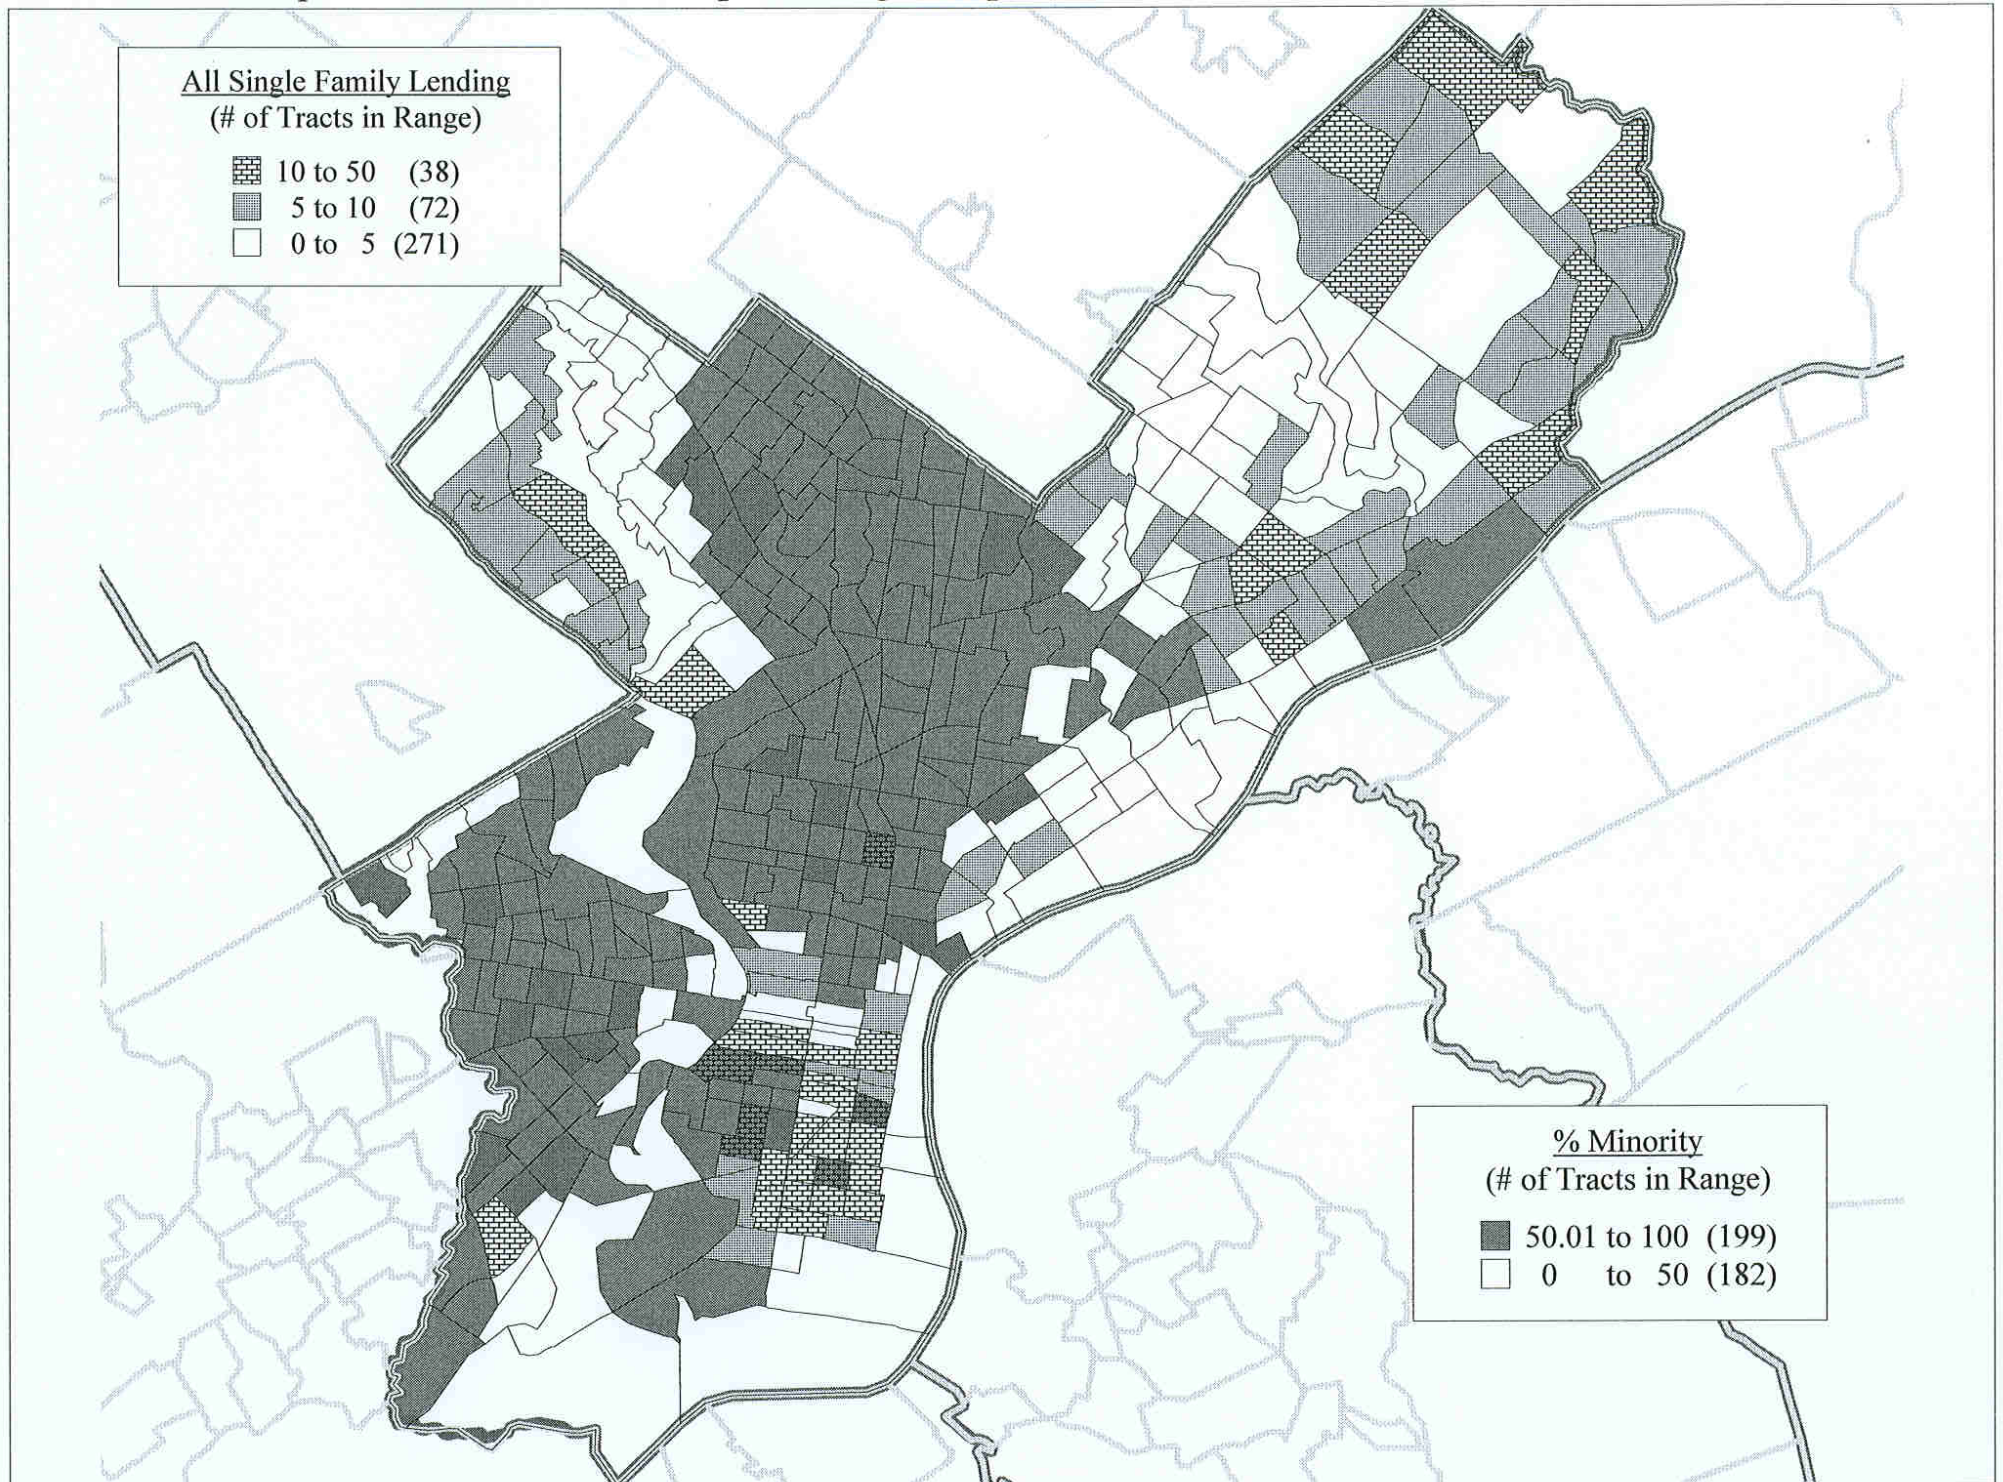 All Single Family Lending
(# of Tracts in Range)
10 to 50 (38)
5 to 10 (72)
0 to 5 (271)
% Minority
(# of Tracts in Range)
50.01 to 100 (199)
0 to 50 (182)